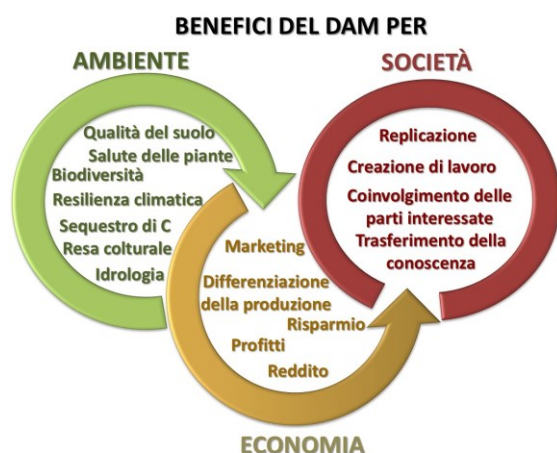 BENEFICI DEL DAM PER
AMBIENTE
Qualità del suolo
Salute delle piante
Biodiversità
Resilienza climatica
Sequestro di C
Resa colturale
Idrologia
SOCIETÀ
Replicazione
Creazione di lavoro
Coinvolgimento delle
parti interessate
Trasferimento della
conoscenza
Marketing
Differenziazione
della produzione
Risparmio
Profitti
Reddito
ECONOMIA